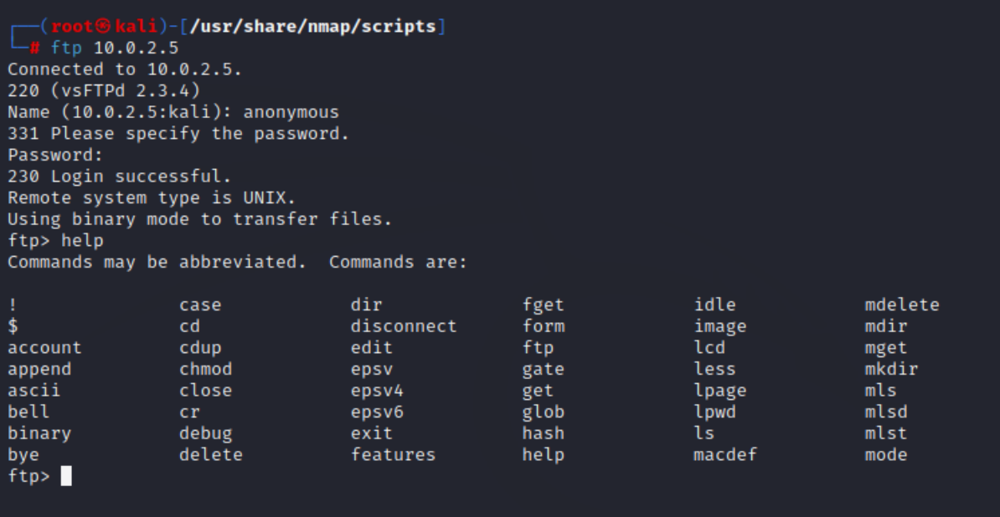 ┌──(root㉿kali)-[/usr/share/nmap/scripts]
└─# ftp 10.0.2.5
Connected to 10.0.2.5.
220 (vsFTPd 2.3.4)
Name (10.0.2.5:kali): anonymous
331 Please specify the password.
Password:
230 Login successful.
Remote system type is UNIX.
Using binary mode to transfer files.
ftp> help
Commands may be abbreviated.  Commands are:

!               case            dir             fget            idle            mdelete
$               cd              disconnect      form            image           mdir
account         cdup            edit            ftp             lcd             mget
append          chmod           epsv            gate            less            mkdir
ascii           close           epsv4           get             lpage           mls
bell            cr              epsv6           glob            lpwd            mlsd
binary          debug           exit            hash            ls              mlst
bye             delete          features        help            macdef          mode
ftp>